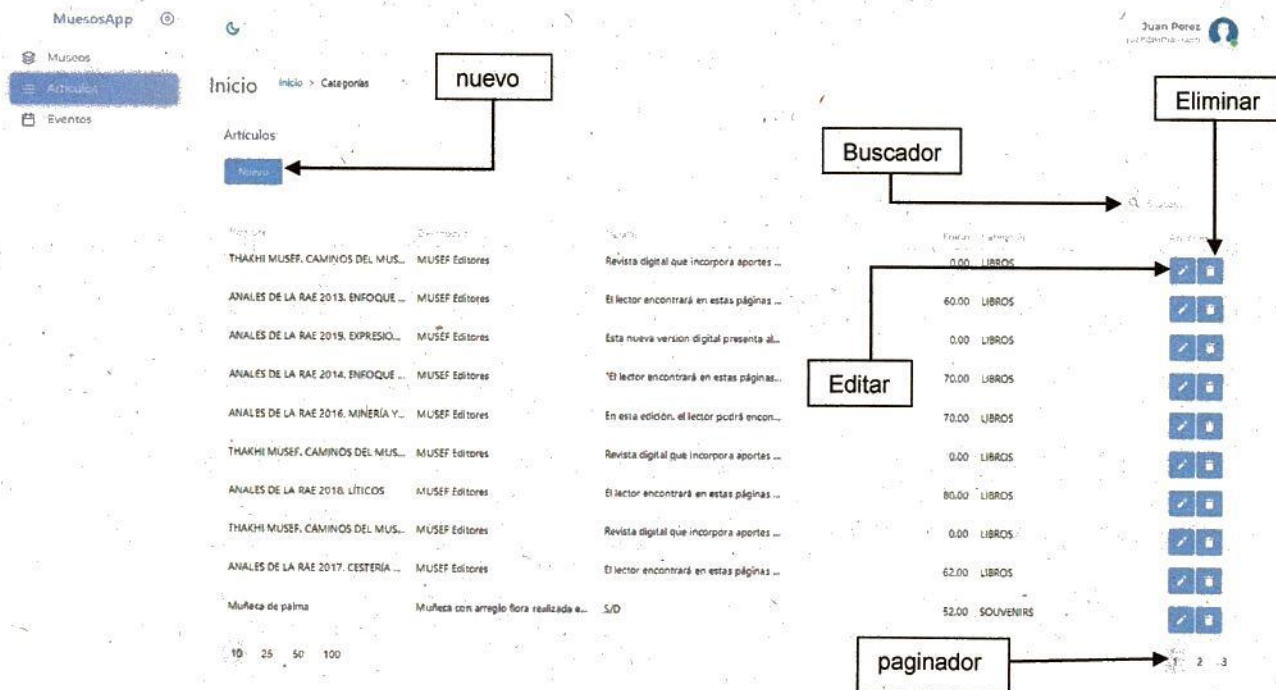 MuesosApp
Juan Perez
Museos
Artículos
Eventos
Inicio
Inicio > Categorías
nuevo
Eliminar
Artículos
Nuevo
Buscador
THAKHI MUSEF. CAMINOS DEL MUS... MUSEF Editores Revista digital que incorpora aportes ... 0.00 LIBROS
ANALES DE LA RAE 2013. ENFOQUE ... MUSEF Editores El lector encontrará en estas páginas ... 60.00 LIBROS
ANALES DE LA RAE 2019. EXPRESIO... MUSEF Editores Esta nueva version digital presenta al... 0.00 LIBROS
Editar
ANALES DE LA RAE 2014. ENFOQUE ... MUSEF Editores "El lector encontrará en estas páginas... 70.00 LIBROS
ANALES DE LA RAE 2016. MINERÍA Y... MUSEF Editores En esta edición, el lector podrá encon... 70.00 LIBROS
THAKHI MUSEF. CAMINOS DEL MUS... MUSEF Editores Revista digital que incorpora aportes ... 0.00 LIBROS
ANALES DE LA RAE 2018. LÍTICOS MUSEF Editores El lector encontrará en estas páginas ... 80.00 LIBROS
THAKHI MUSEF. CAMINOS DEL MUS... MUSEF Editores Revista digital que incorpora aportes ... 0.00 LIBROS
ANALES DE LA RAE 2017. CESTERÍA ... MUSEF Editores El lector encontrará en estas páginas ... 62.00 LIBROS
Muñeca de palma Muñeca con arreglo flora realizada e... S/D 52.00 SOUVENIRS
10 25 50 100
paginador
1 2 3